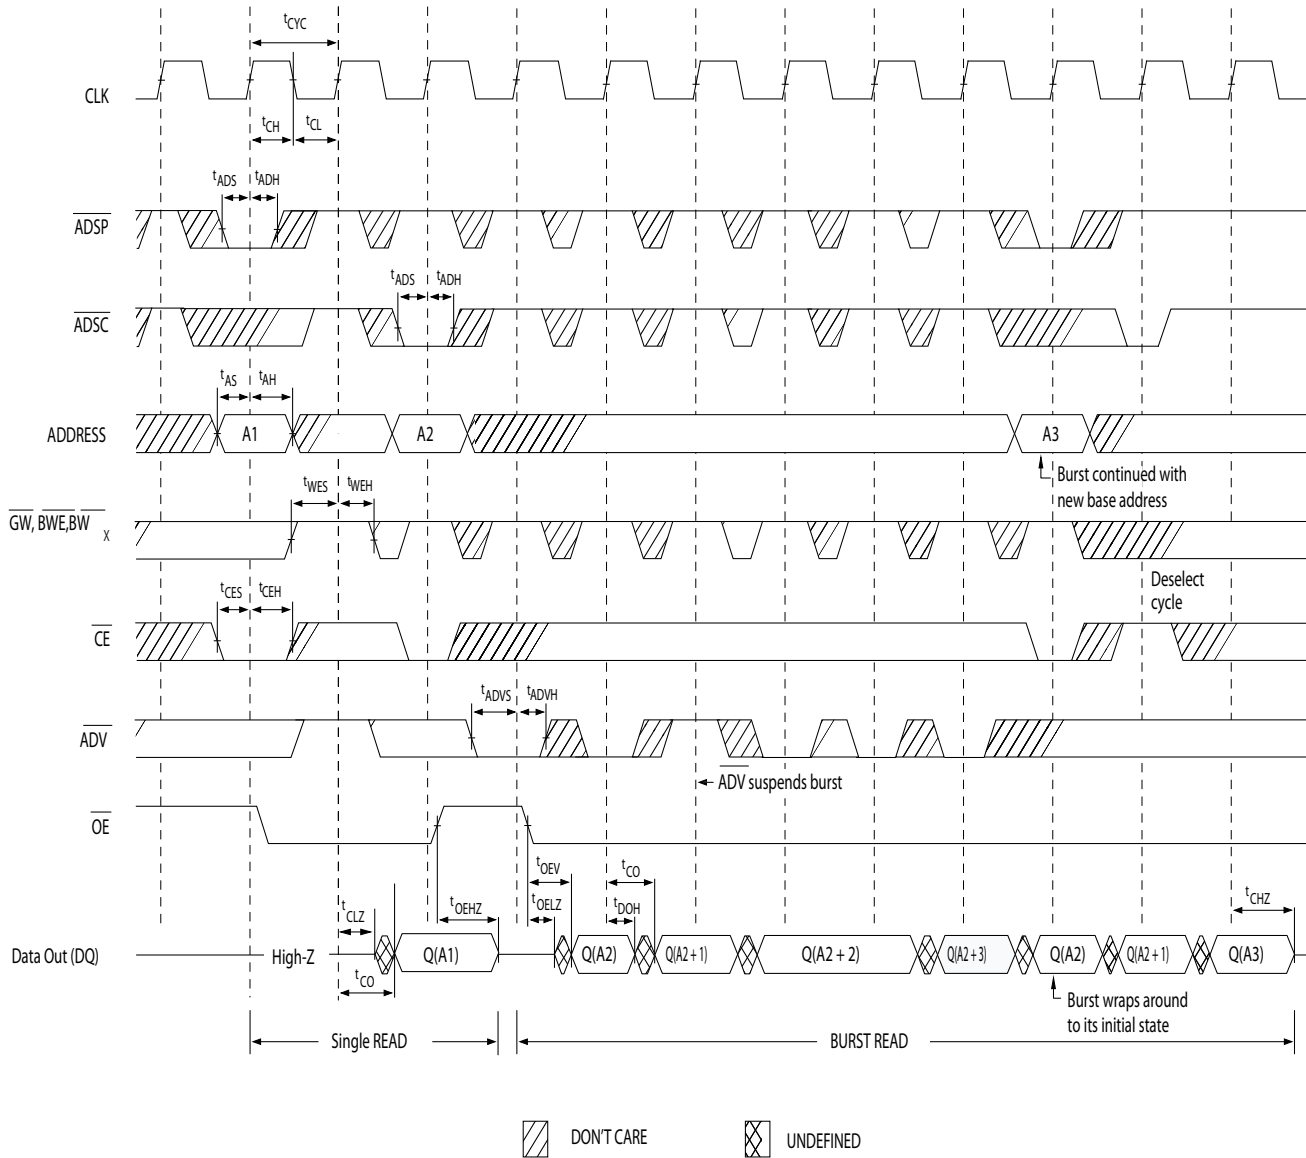 tCYC
CLK
tCH tCL
tADS tADH
ADSP
tADS tADH
ADSC
tAS tAH
ADDRESS A1 A2 A3
Burst continued with
new base address
tWES tWEH
GW, BWE,BW X
Deselect
cycle
tCES tCEH
CE
tADVS tADVH
ADV
ADV suspends burst
OE
tOEV tCO
tCLZ tOEHZ tOELZ tDOH tCHZ
Data Out (DQ) High-Z Q(A1) Q(A2) Q(A2+1) Q(A2+2) Q(A2+3) Q(A2) Q(A2+1) Q(A3)
tCO
Burst wraps around
to its initial state
Single READ BURST READ
DON'T CARE UNDEFINED